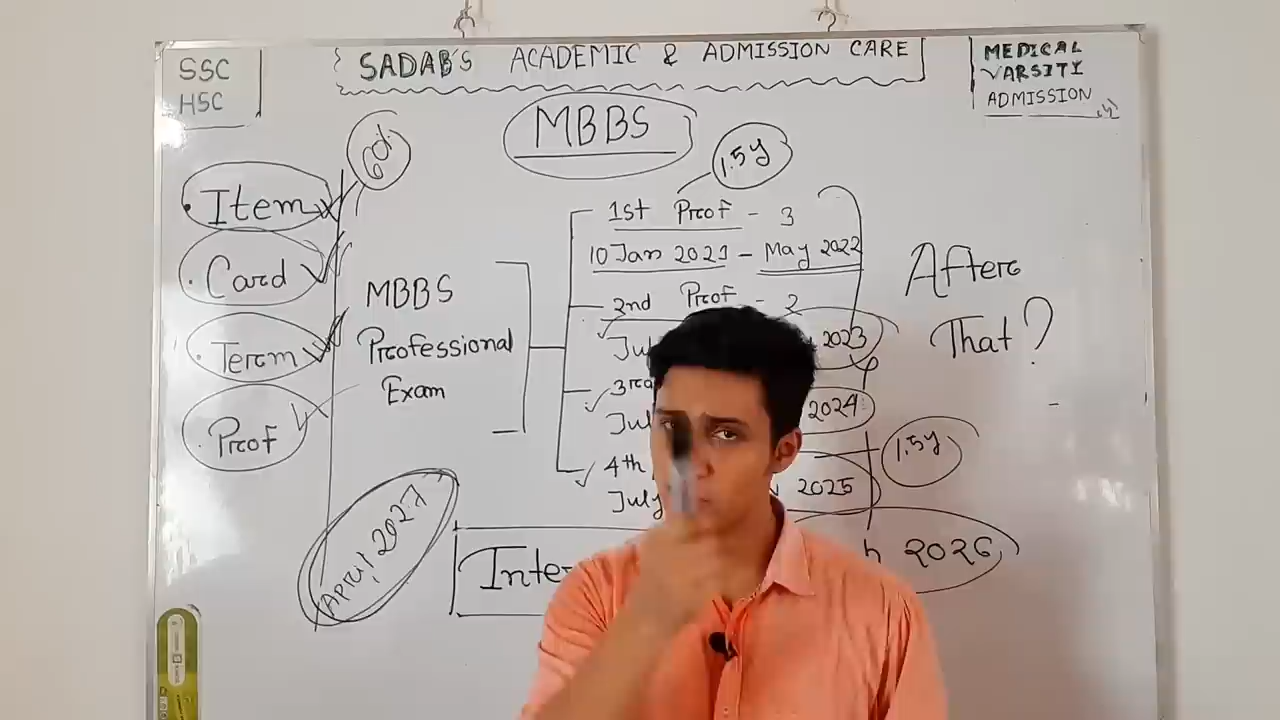 SSC
HSC
SADAB'S ACADEMIC & ADMISSION CARE
MEDICAL
VARSITI
ADMISSION
MBBS
60%
1.5y
Item
Card
Term
Prof
MBBS
Professional
Exam
1st Prof - 3
10 Jan 2021 - May 2022
2nd Prof - 2
2023
2024
4th
July 2025
1.5y
After
That?
April, 2027
2026